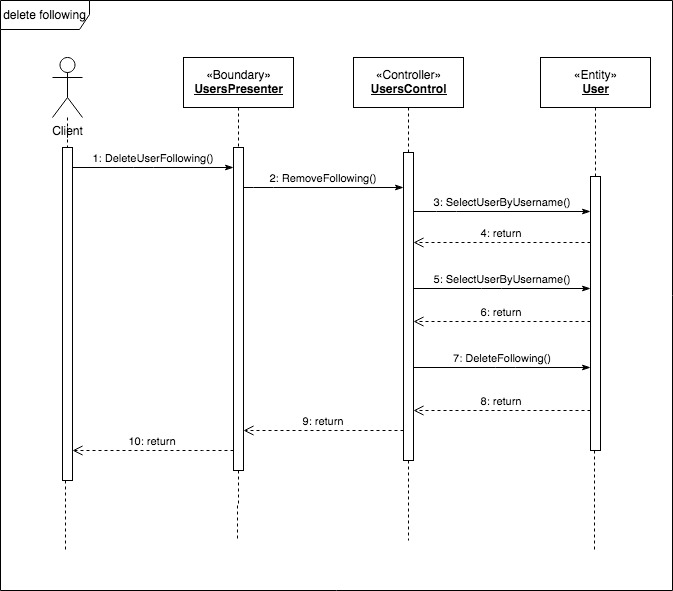 delete following
«Boundary»
UsersPresenter
«Controller»
UsersControl
«Entity»
User
Client
1: DeleteUserFollowing()
2: RemoveFollowing()
3: SelectUserByUsername()
4: return
5: SelectUserByUsername()
6: return
7: DeleteFollowing()
8: return
9: return
10: return